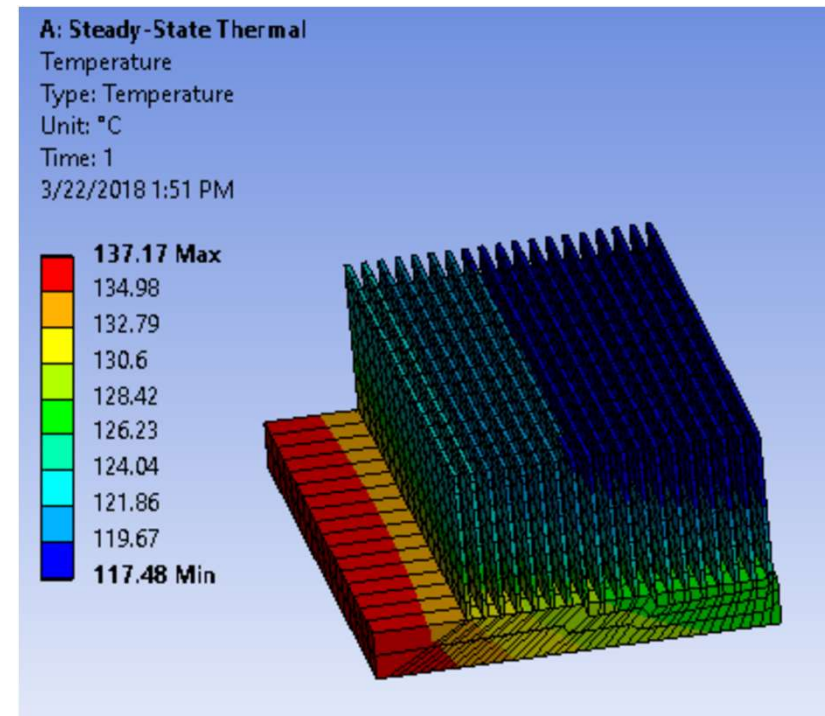 A: Steady-State Thermal
Temperature
Type: Temperature
Unit: °C
Time: 1
3/22/2018 1:51 PM
137.17 Max
134.98
132.79
130.6
128.42
126.23
124.04
121.86
119.67
117.48 Min